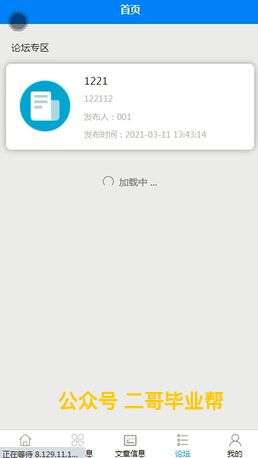 首页
论坛专区
1221
122112
发布人：001
发布时间：2021-03-11 13:43:14
加载中 ...
公众号 二哥毕业帮
正在等待 8.129.11.1...
息
文章信息
论坛
我的